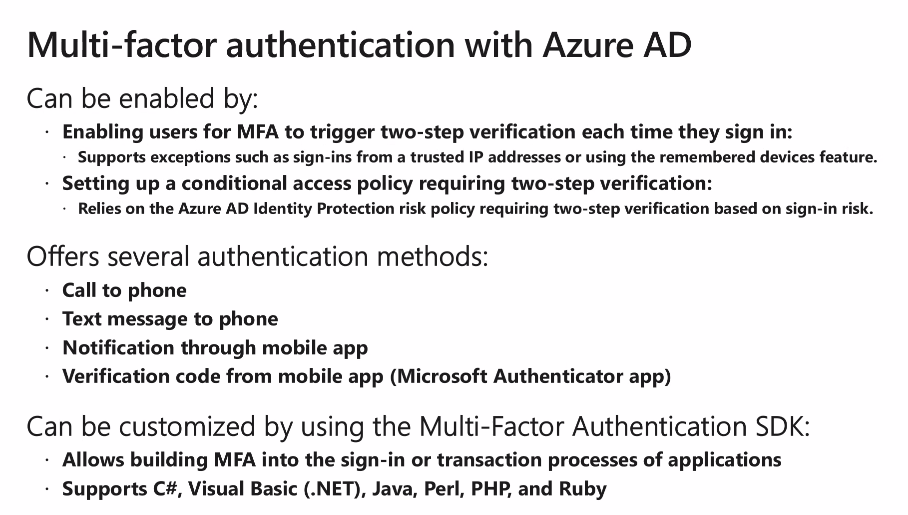 Multi-factor authentication with Azure AD
Can be enabled by:
· Enabling users for MFA to trigger two-step verification each time they sign in:
· Supports exceptions such as sign-ins from a trusted IP addresses or using the remembered devices feature.
· Setting up a conditional access policy requiring two-step verification:
· Relies on the Azure AD Identity Protection risk policy requiring two-step verification based on sign-in risk.
Offers several authentication methods:
· Call to phone
· Text message to phone
· Notification through mobile app
· Verification code from mobile app (Microsoft Authenticator app)
Can be customized by using the Multi-Factor Authentication SDK:
· Allows building MFA into the sign-in or transaction processes of applications
· Supports C#, Visual Basic (.NET), Java, Perl, PHP, and Ruby